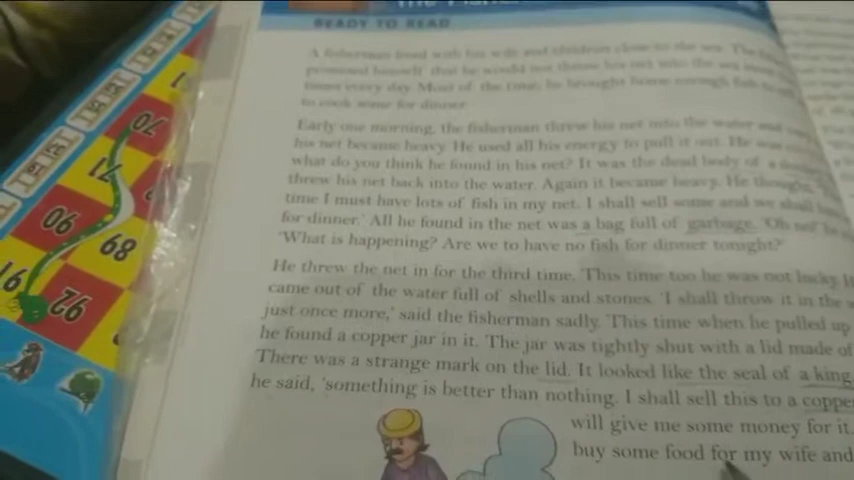 READY TO READ
A fisherman lived with his wife and children close to the sea. The
promised himself that he would not throw his net into the sea more
times every day. Most of the time, he brought home enough fish to
to cook some for dinner.
Early one morning, the fisherman threw his net into the water and
his net became heavy. He used all his energy to pull it out. He was
what do you think he found in his net? It was the dead body of a
threw his net back into the water. Again it became heavy. He thought,
time I must have lots of fish in my net. I shall sell some and we shall
for dinner.' All he found in the net was a bag full of garbage. 'Oh no!'
'What is happening? Are we to have no fish for dinner tonight?'
He threw the net in for the third time. This time too he was not lucky. It
came out of the water full of shells and stones. 'I shall throw it in the
just once more,' said the fisherman sadly. This time when he pulled up
he found a copper jar in it. The jar was tightly shut with a lid made of
There was a strange mark on the lid. It looked like the seal of a king.
he said, 'something is better than nothing. I shall sell this to a copper
will give me some money for it.
buy some food for my wife and
70
71
90
89
91
92